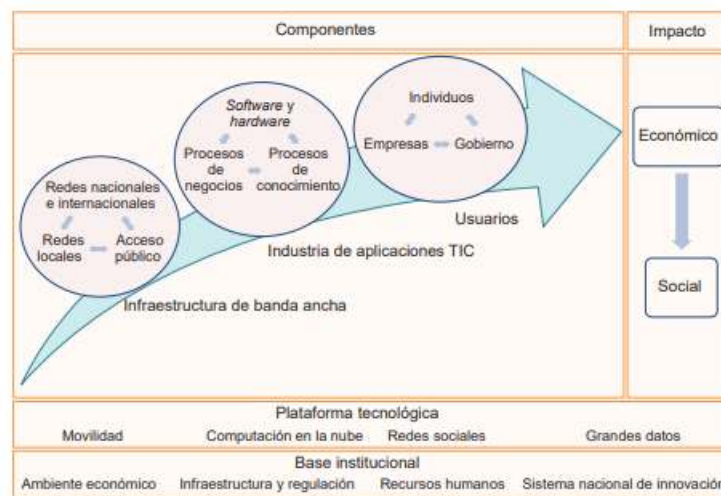 Componentes
Impacto
Individuos
Empresas
Gobierno
Software y
hardware
Procesos
de
negocios
Procesos
de
conocimiento
Económico
Redes nacionales
e internacionales
Redes
locales
Acceso
público
Usuarios
Industria de aplicaciones TIC
Infraestructura de banda ancha
Social
Plataforma tecnológica
Movilidad
Computación en la nube
Redes sociales
Grandes datos
Base institucional
Ambiente económico
Infraestructura y regulación
Recursos humanos
Sistema nacional de innovación